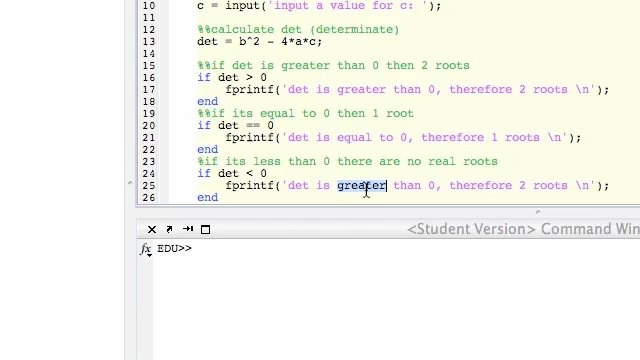 10 c = input('input a value for c: ');
11
12 %%calculate det (determinate)
13 det = b^2 - 4*a*c;
14
15 %%if det is greater than 0 then 2 roots
16 if det > 0
17 fprintf('det is greater than 0, therefore 2 roots \n');
18 end
19 %%if its equal to 0 then 1 root
20 if det == 0
21 fprintf('det is equal to 0, therefore 1 roots \n');
22 end
23 %%if its less than 0 there are no real roots
24 if det < 0
25 fprintf('det is greater than 0, therefore 2 roots \n');
26 end
<Student Version> Command Win
fx EDU>>